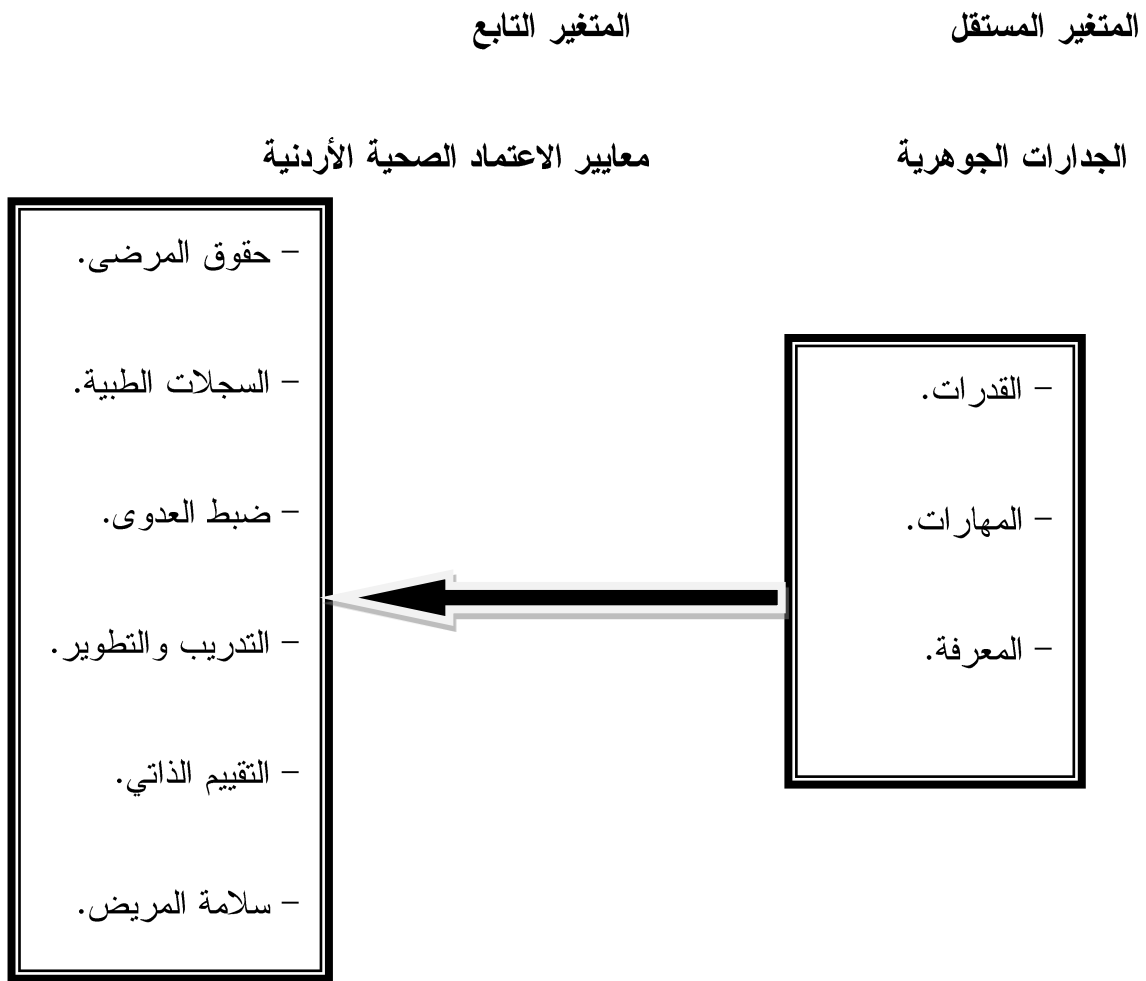 المتغير المستقل
المتغير التابع
الجدارات الجوهرية
معايير الاعتماد الصحية الأردنية
- القدرات.
- المهارات.
- المعرفة.
- حقوق المرضى.
- السجلات الطبية.
- ضبط العدوى.
- التدريب والتطوير.
- التقييم الذاتي.
- سلامة المريض.